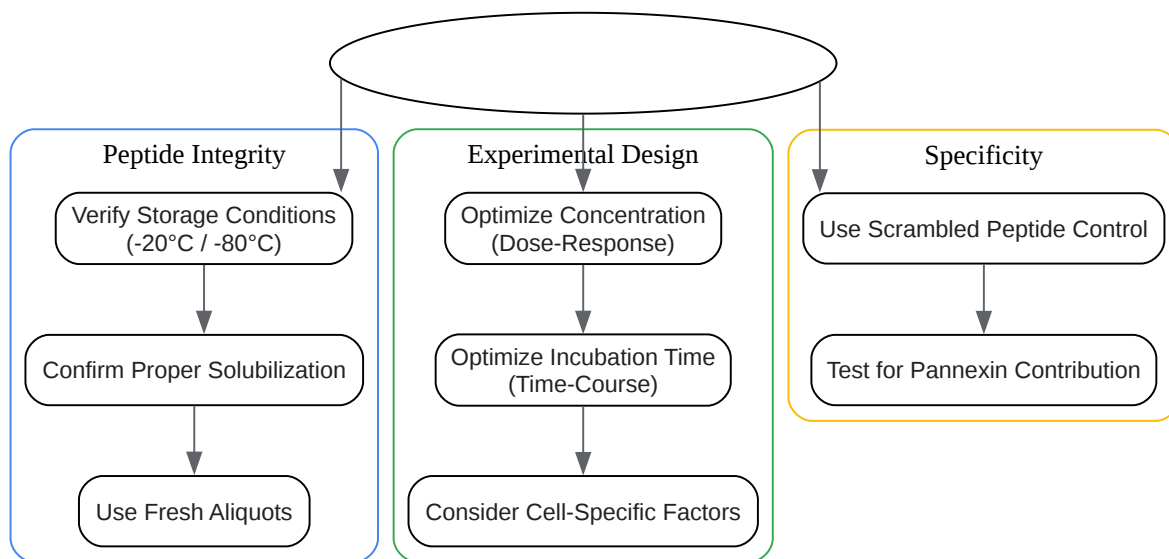 Peptide Integrity
Verify Storage Conditions
(-20°C / -80°C)
Confirm Proper Solubilization
Use Fresh Aliquots
Experimental Design
Optimize Concentration
(Dose-Response)
Optimize Incubation Time
(Time-Course)
Consider Cell-Specific Factors
Specificity
Use Scrambled Peptide Control
Test for Pannexin Contribution